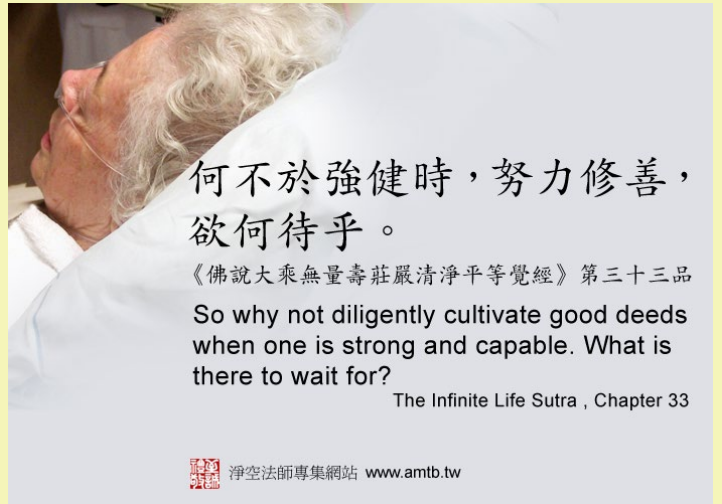 何不於強健時，努力修善，
欲何待乎。
《佛說大乘無量壽莊嚴清淨平等覺經》第三十三品
So why not diligently cultivate good deeds
when one is strong and capable. What is
there to wait for?
The Infinite Life Sutra , Chapter 33
淨空法師專集網站 www.amtb.tw